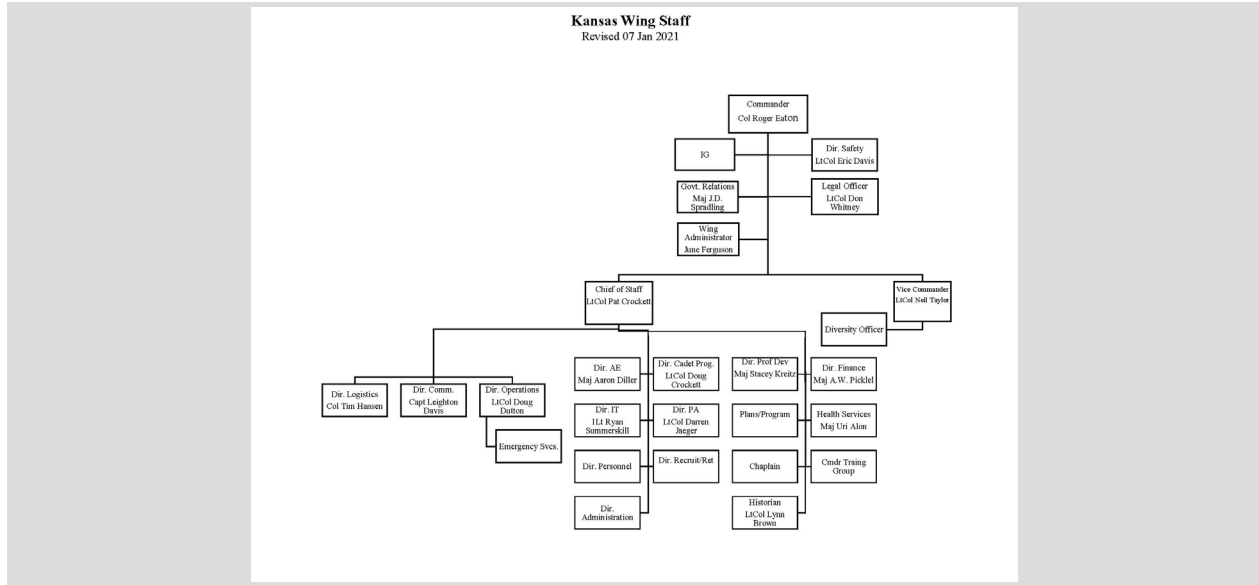 Kansas Wing Staff
Revised 07 Jan 2021
Commander
Col Roger Eaton
IG
Dir. Safety
LtCol Eric Davis
Govt. Relations
Maj J.D.
Spradling
Legal Officer
LtCol Don
Whitney
Wing
Administrator
June Ferguson
Chief of Staff
LtCol Pat Crockett
Vice Commander
LtCol Neil Taylor
Diversity Officer
Dir. Logistics
Col Tim Hansen
Dir. Comm.
Capt Leighton
Davis
Dir. Operations
LtCol Doug
Dutton
Emergency Svcs.
Dir. AE
Maj Aaron Diller
Dir. Cadet Prog.
LtCol Doug
Crockett
Dir. Prof Dev
Maj Stacey Kreitz
Dir. Finance
Maj A.W. Picklel
Dir. IT
1Lt Ryan
Summerskill
Dir. PA
LtCol Darren
Jaeger
Plans/Program
Health Services
Maj Uri Alon
Dir. Personnel
Dir. Recruit/Ret
Chaplain
Cmdr Traing
Group
Dir.
Administration
Historian
LtCol Lynn
Brown